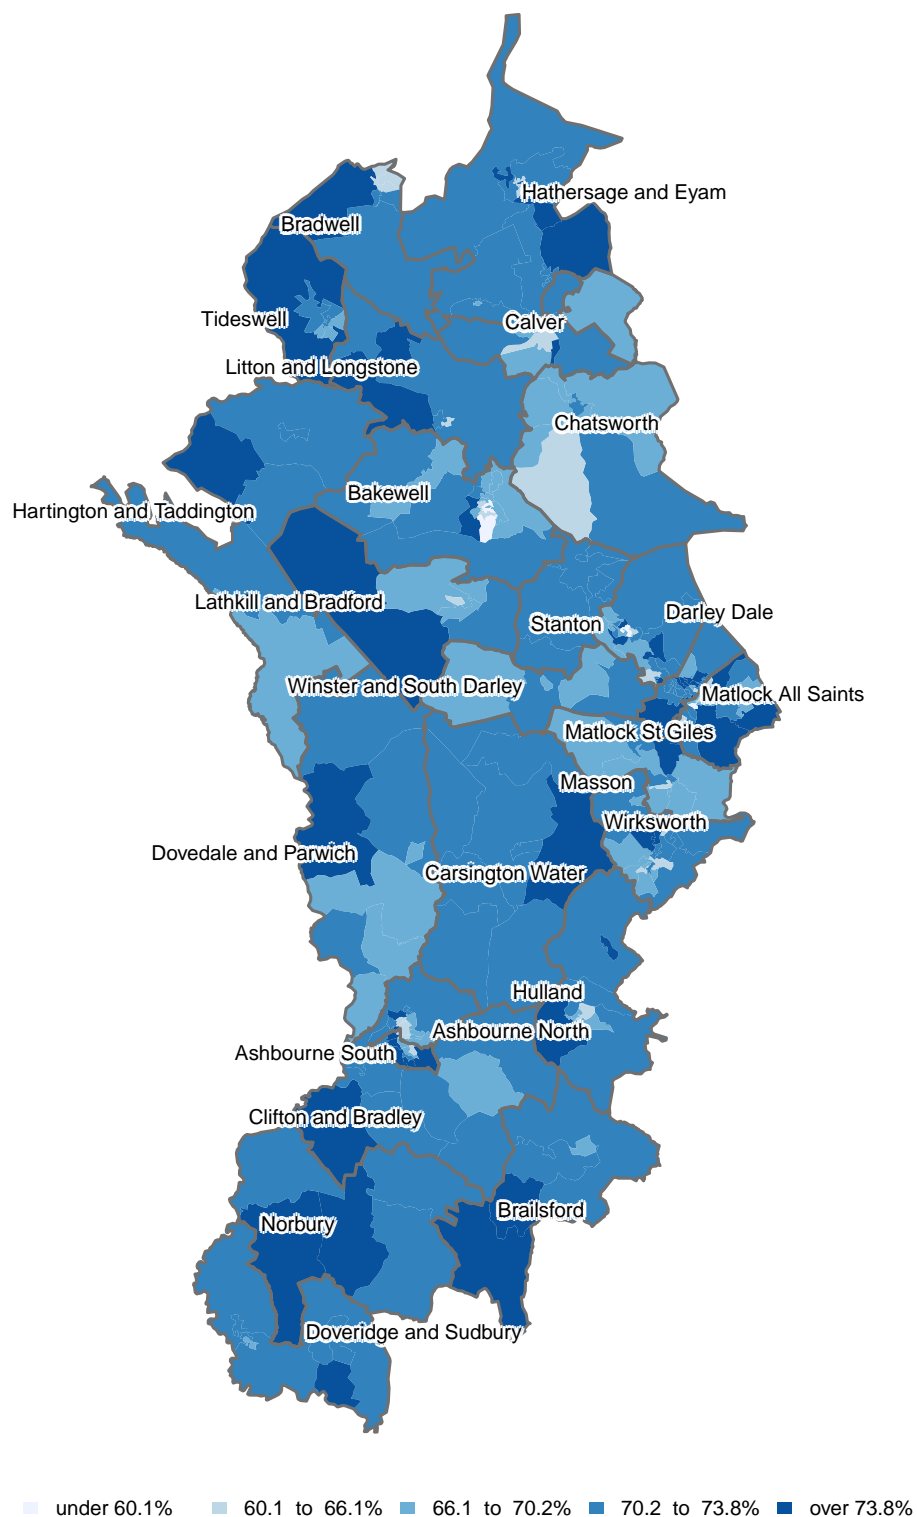 Hathersage and Eyam
Bradwell
Tideswell
Calver
Litton and Longstone
Chatsworth
Bakewell
Hartington and Taddington
Lathkill and Bradford
Darley Dale
Stanton
Winster and South Darley
Matlock All Saints
Matlock St Giles
Masson
Wirksworth
Dovedale and Parwich
Carsington Water
Hulland
Ashbourne North
Ashbourne South
Clifton and Bradley
Brailsford
Norbury
Doveridge and Sudbury
under 60.1% 60.1 to 66.1% 66.1 to 70.2% 70.2 to 73.8% over 73.8%